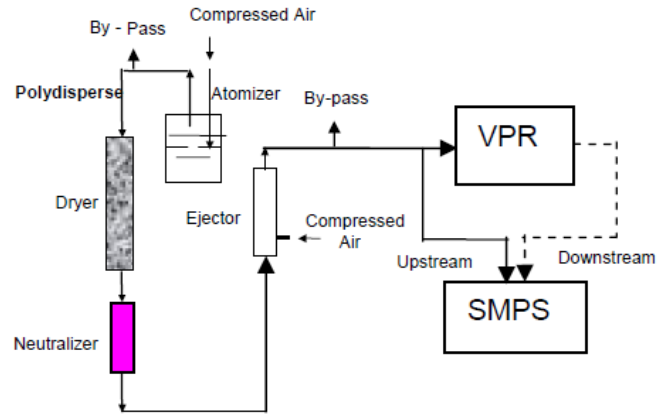 Compressed Air
By - Pass
Polydisperse
Atomizer
By-pass
VPR
Dryer
Ejector
Compressed
Air
Upstream
Downstream
SMPS
Neutralizer